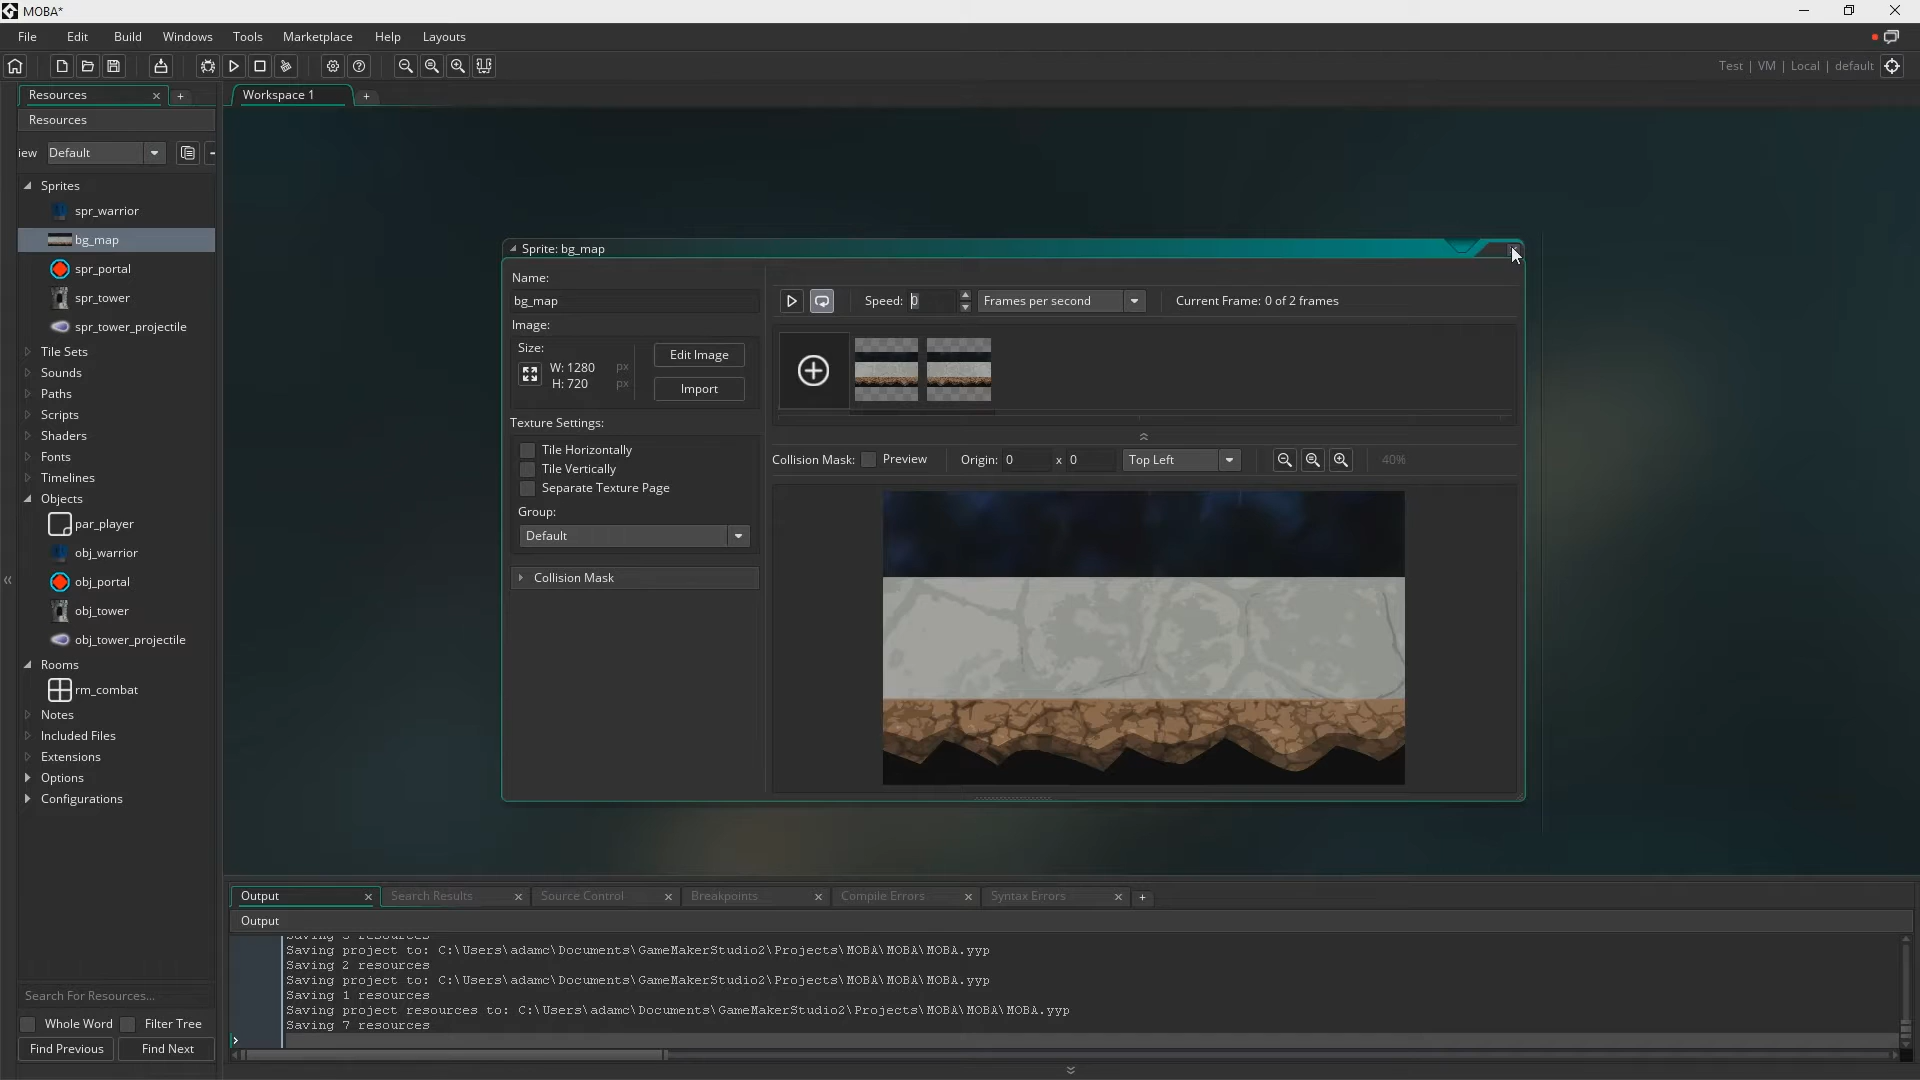 MOBA*
File Edit Build Windows Tools Marketplace Help Layouts
Test | VM | Local | default
Resources
Workspace 1
Resources
iew Default
Sprites
spr_warrior
bg_map
spr_portal
spr_tower
spr_tower_projectile
Tile Sets
Sounds
Paths
Scripts
Shaders
Fonts
Timelines
Objects
par_player
obj_warrior
obj_portal
obj_tower
obj_tower_projectile
Rooms
rm_combat
Notes
Included Files
Extensions
Options
Configurations
Search For Resources...
Whole Word Filter Tree
Find Previous Find Next
Sprite: bg_map
Name:
bg_map
Image:
Size:
W: 1280 px
H: 720 px
Edit Image
Import
Texture Settings:
Tile Horizontally
Tile Vertically
Separate Texture Page
Group:
Default
Collision Mask
Speed: 0 Frames per second Current Frame: 0 of 2 frames
Collision Mask: Preview Origin: 0 x 0 Top Left 40%
Output Search Results Source Control Breakpoints Compile Errors Syntax Errors
Output
Saving project to: C:\Users\adamc\Documents\GameMakerStudio2\Projects\MOBA\MOBA\MOBA.yyp
Saving 2 resources
Saving project to: C:\Users\adamc\Documents\GameMakerStudio2\Projects\MOBA\MOBA\MOBA.yyp
Saving 1 resources
Saving project resources to: C:\Users\adamc\Documents\GameMakerStudio2\Projects\MOBA\MOBA\MOBA.yyp
Saving 7 resources